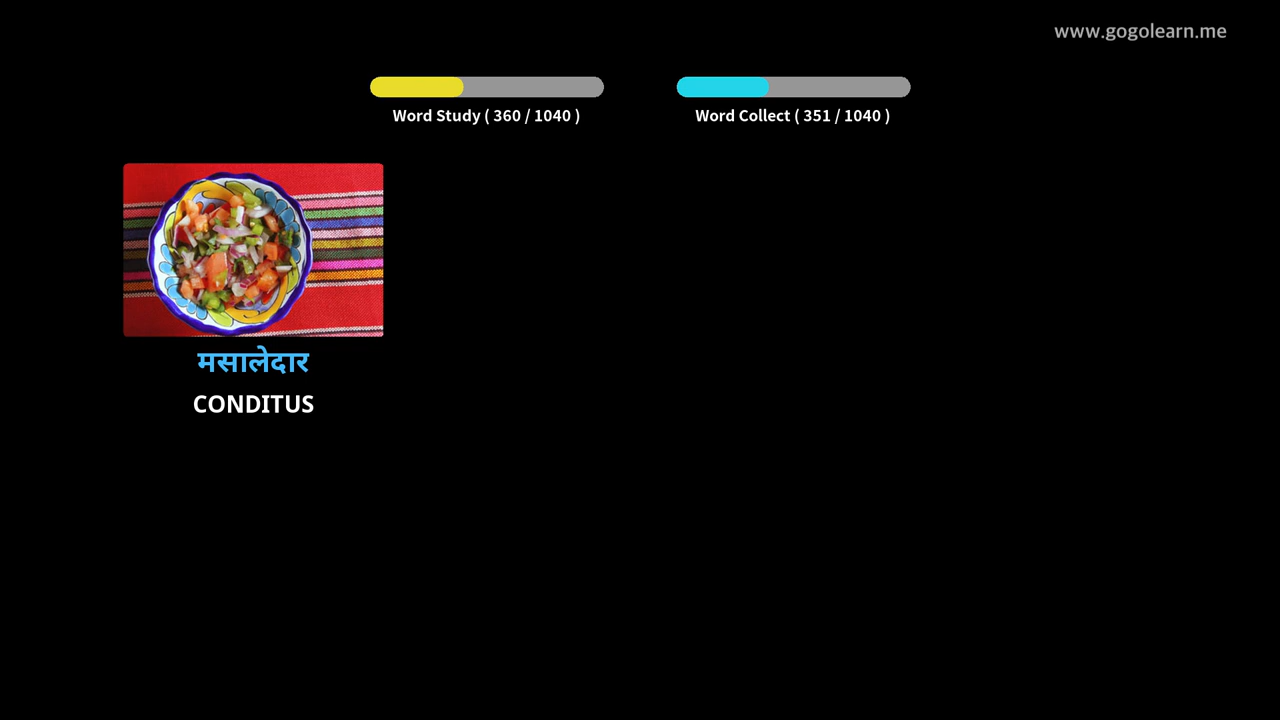 www.gogolearn.me
Word Study ( 360 / 1040 )
Word Collect ( 351 / 1040 )
मसालेदार
CONDITUS